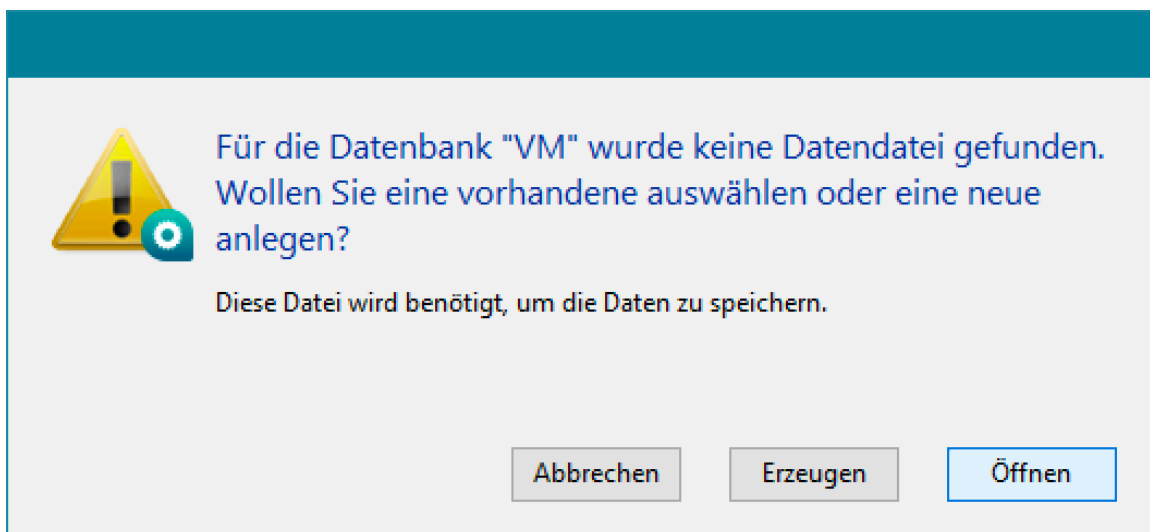 Für die Datenbank "VM" wurde keine Datendatei gefunden.
Wollen Sie eine vorhandene auswählen oder eine neue
anlegen?
Diese Datei wird benötigt, um die Daten zu speichern.
Abbrechen
Erzeugen
Öffnen